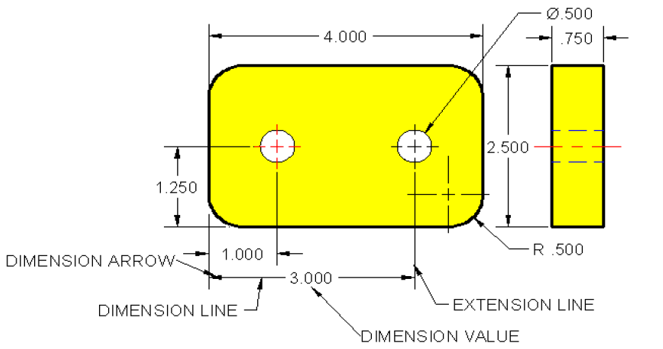 Ø.500
4.000
.750
2.500
1.250
1.000
R .500
DIMENSION ARROW
3.000
DIMENSION LINE
EXTENSION LINE
DIMENSION VALUE